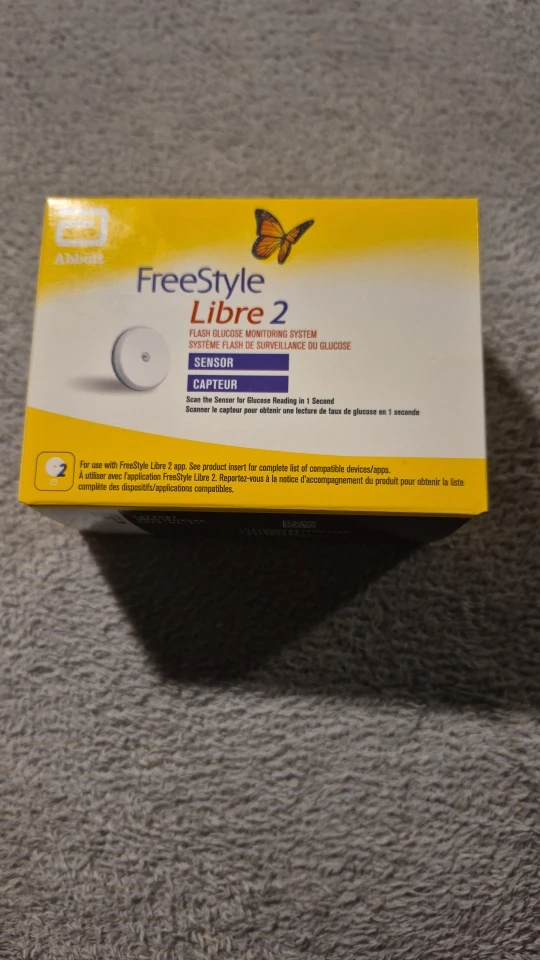 Abbott
FreeStyle
Libre 2
FLASH GLUCOSE MONITORING SYSTEM
SYSTÈME FLASH DE SURVEILLANCE DU GLUCOSE
SENSOR
CAPTEUR
Scan the Sensor for Glucose Reading in 1 Second
Scanner le capteur pour obtenir une lecture de taux de glucose en 1 seconde
2
For use with FreeStyle Libre 2 app. See product insert for complete list of compatible devices/apps.
À utiliser avec l'application FreeStyle Libre 2. Reportez-vous à la notice d'accompagnement du produit pour obtenir la liste
complète des dispositifs/applications compatibles.